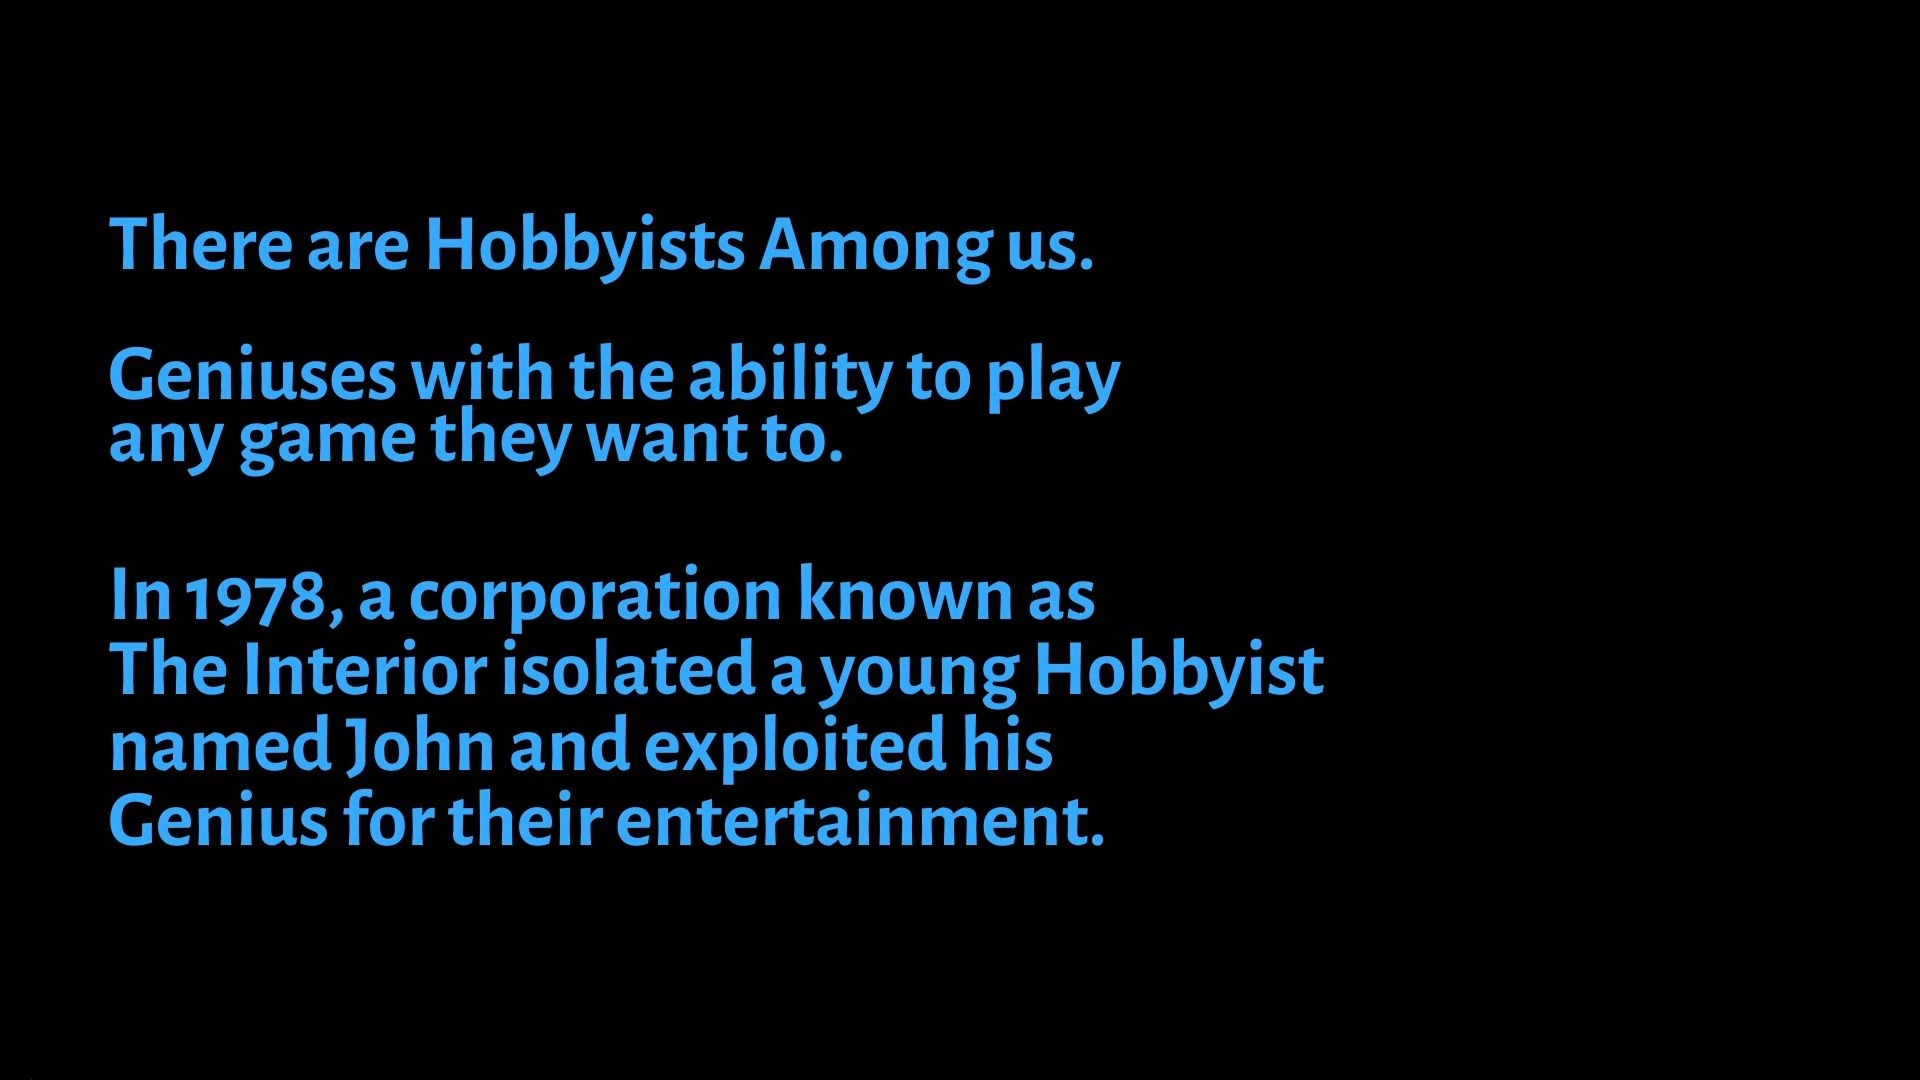 There are Hobbyists Among us.
Geniuses with the ability to play
any game they want to.
In 1978, a corporation known as
The Interior isolated a young Hobbyist
named John and exploited his
Genius for their entertainment.